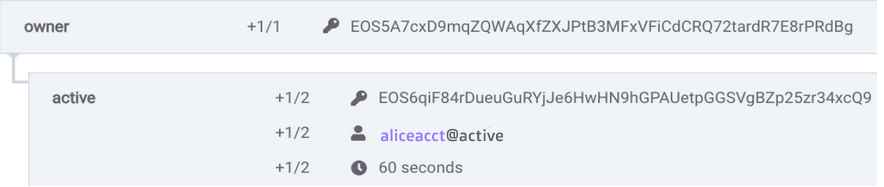 owner +1/1 EOS5A7cxD9mqZQWAqXfZXJPtB3MFxVFiCdCRQ72tardR7E8rPRdBg
active +1/2 EOS6qiF84rDueuGuRYjJe6HwHN9hGPAUetpGGSVgBZp25zr34xcQ9
+1/2 aliceacct@active
+1/2 60 seconds